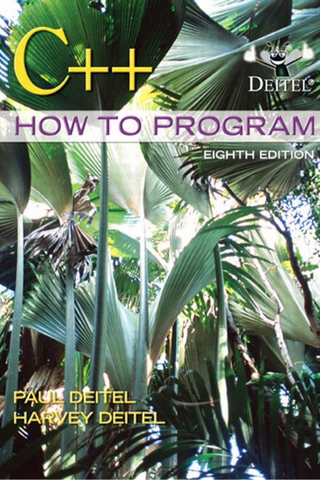 C++
DEITEL®
HOW TO PROGRAM
EIGHTH EDITION
PAUL DEITEL
HARVEY DEITEL